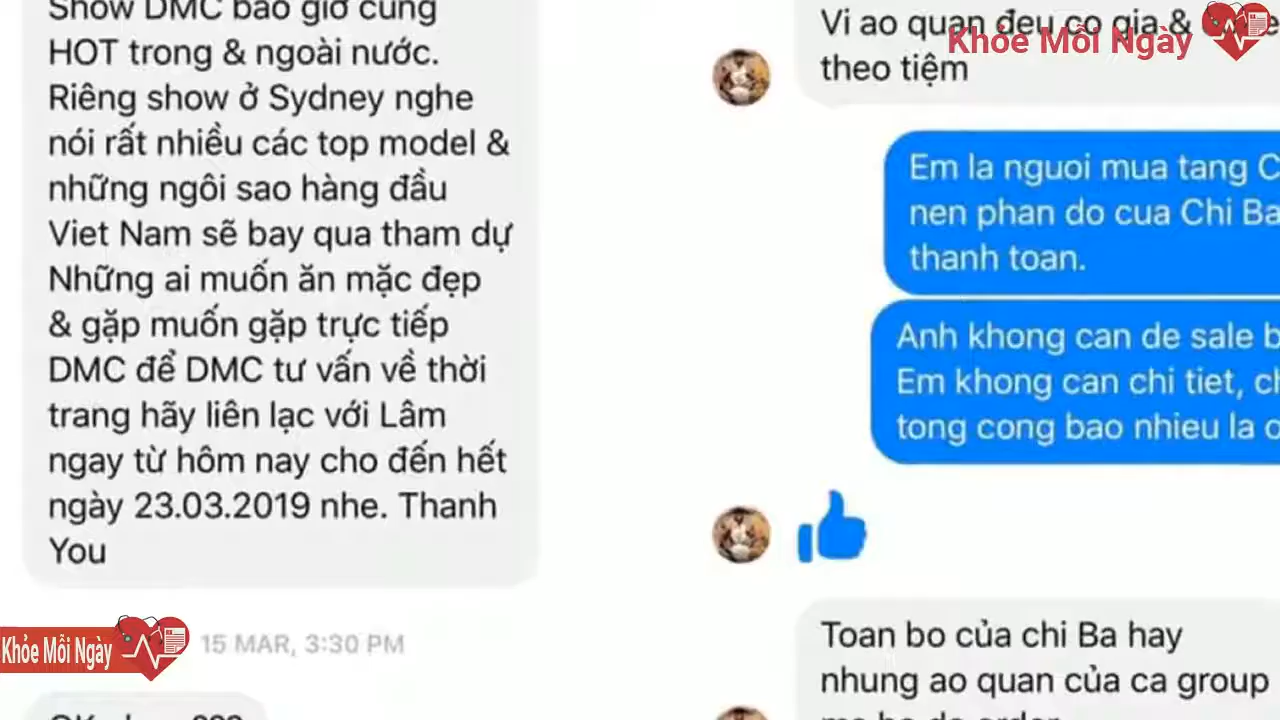 Show DMC bao giờ cũng
HOT trong & ngoài nước.
Riêng show ở Sydney nghe
nói rất nhiều các top model &
những ngôi sao hàng đầu
Viet Nam sẽ bay qua tham dự
Những ai muốn ăn mặc đẹp
& gặp muốn gặp trực tiếp
DMC để DMC tư vấn về thời
trang hãy liên lạc với Lâm
ngay từ hôm nay cho đến hết
ngày 23.03.2019 nhe. Thanh
You
15 MAR, 3:30 PM
Khỏe Mỗi Ngày
Vi ao quan đeu co gia &
theo tiệm
Khỏe Mỗi Ngày
Em la nguoi mua tang C
nen phan do cua Chi Ba
thanh toan.
Anh khong can de sale b
Em khong can chi tiet, ch
tong cong bao nhieu la
Toan bo của chi Ba hay
nhung ao quan của ca group